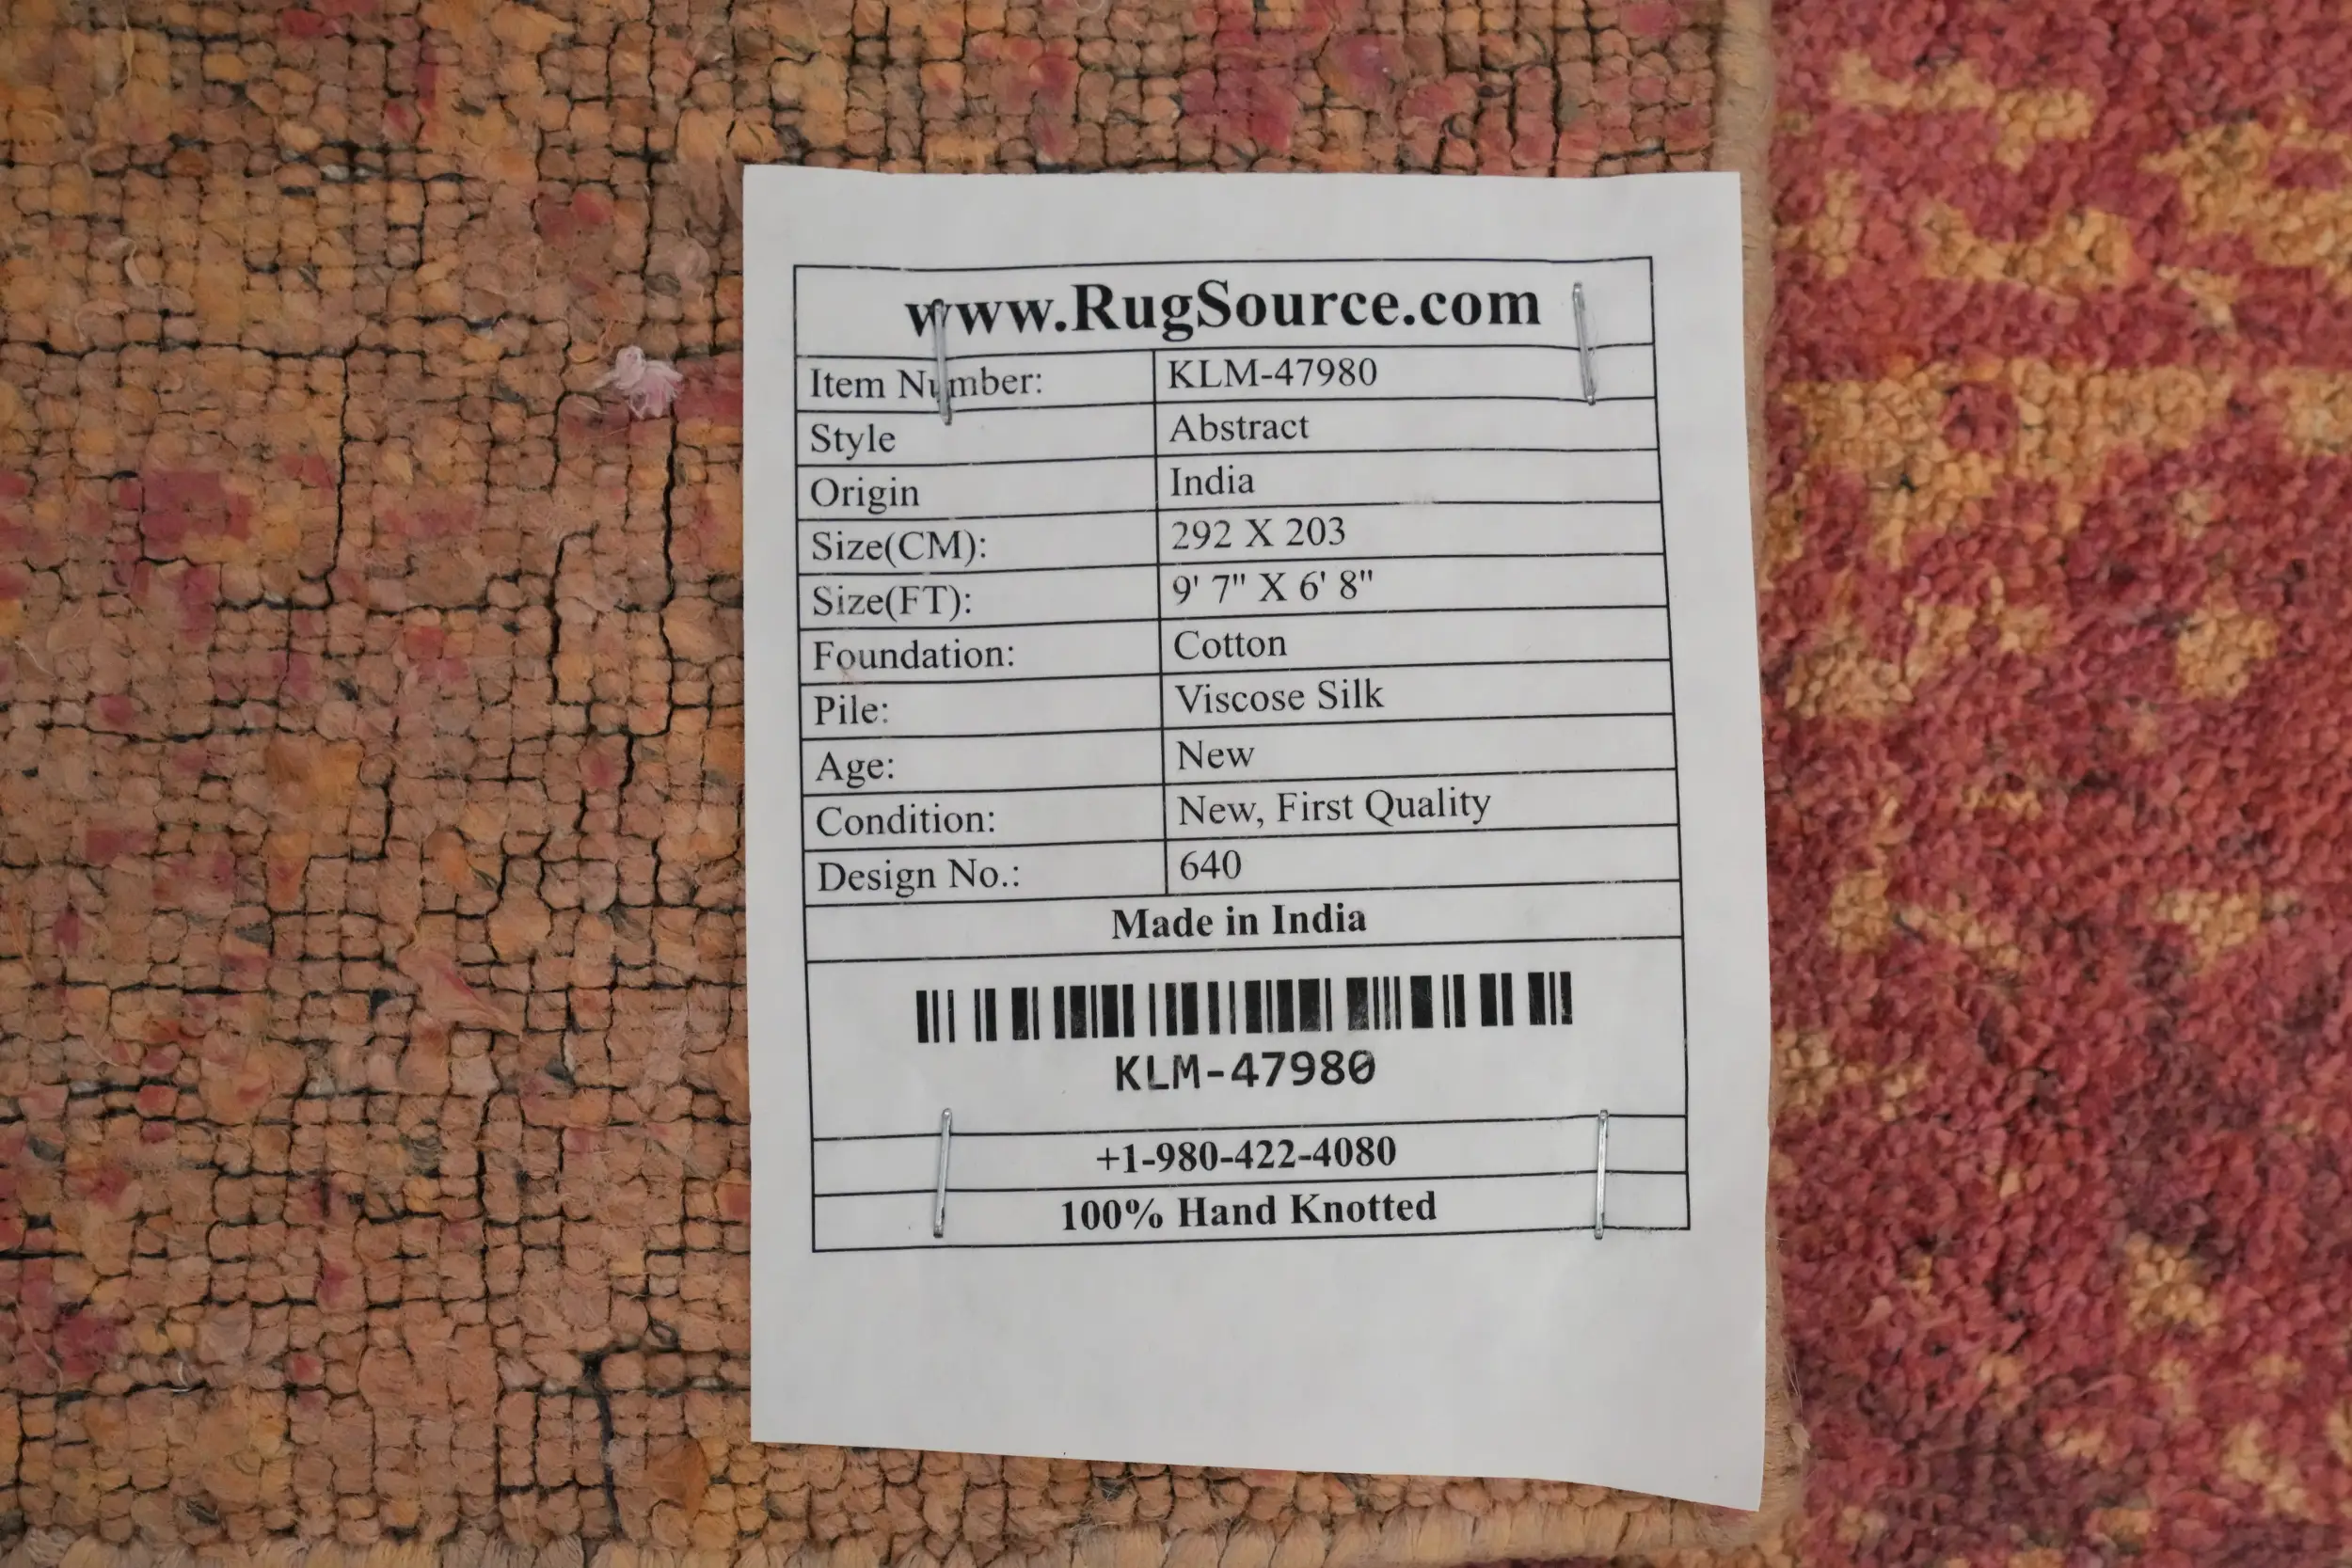 www.RugSource.com
Item Number: KLM-47980
Style Abstract
Origin India
Size(CM): 292 X 203
Size(FT): 9' 7" X 6' 8"
Foundation: Cotton
Pile: Viscose Silk
Age: New
Condition: New, First Quality
Design No.: 640
Made in India
KLM-47980
+1-980-422-4080
100% Hand Knotted